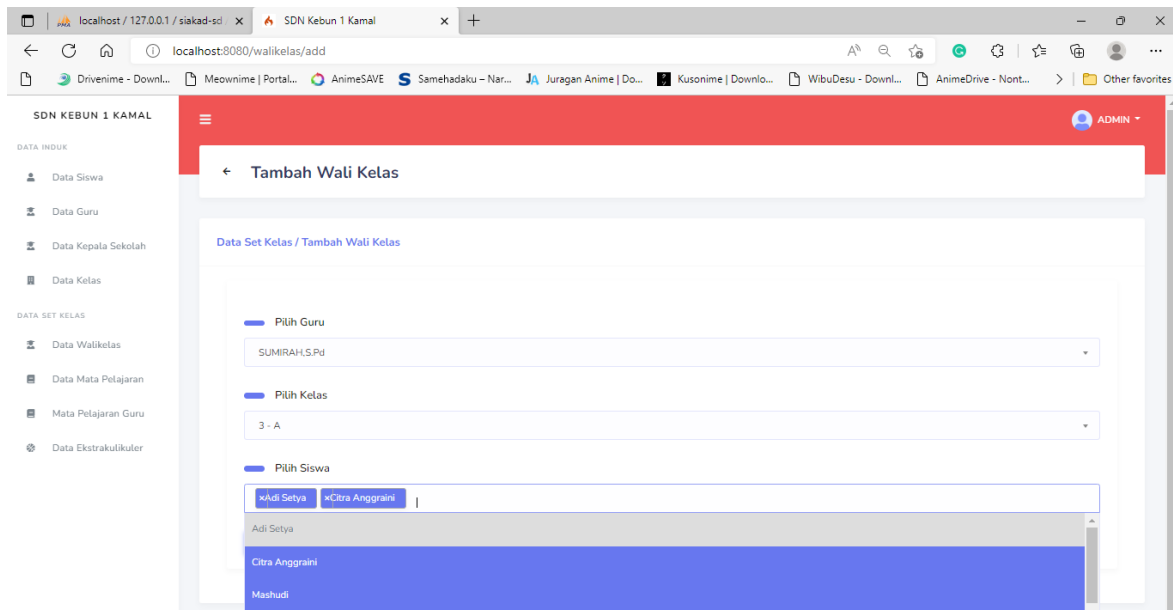 localhost / 127.0.0.1 / siakad-sd
SDN Kebun 1 Kamal
localhost:8080/walikelas/add
Drivenime - Downl... Meownime | Portal... AnimeSAVE Samehadaku – Nar... Juragan Anime | Do... Kusonime | Downlo... WibuDesu - Downl... AnimeDrive - Nont... Other favorites
SDN KEBUN 1 KAMAL
ADMIN
DATA INDUK
Data Siswa
Data Guru
Data Kepala Sekolah
Data Kelas
DATA SET KELAS
Data Walikelas
Data Mata Pelajaran
Mata Pelajaran Guru
Data Ekstrakulikuler
Tambah Wali Kelas
Data Set Kelas / Tambah Wali Kelas
Pilih Guru
SUMIRAH,S.Pd
Pilih Kelas
3 - A
Pilih Siswa
×Adi Setya ×Citra Anggraini
Adi Setya
Citra Anggraini
Mashudi